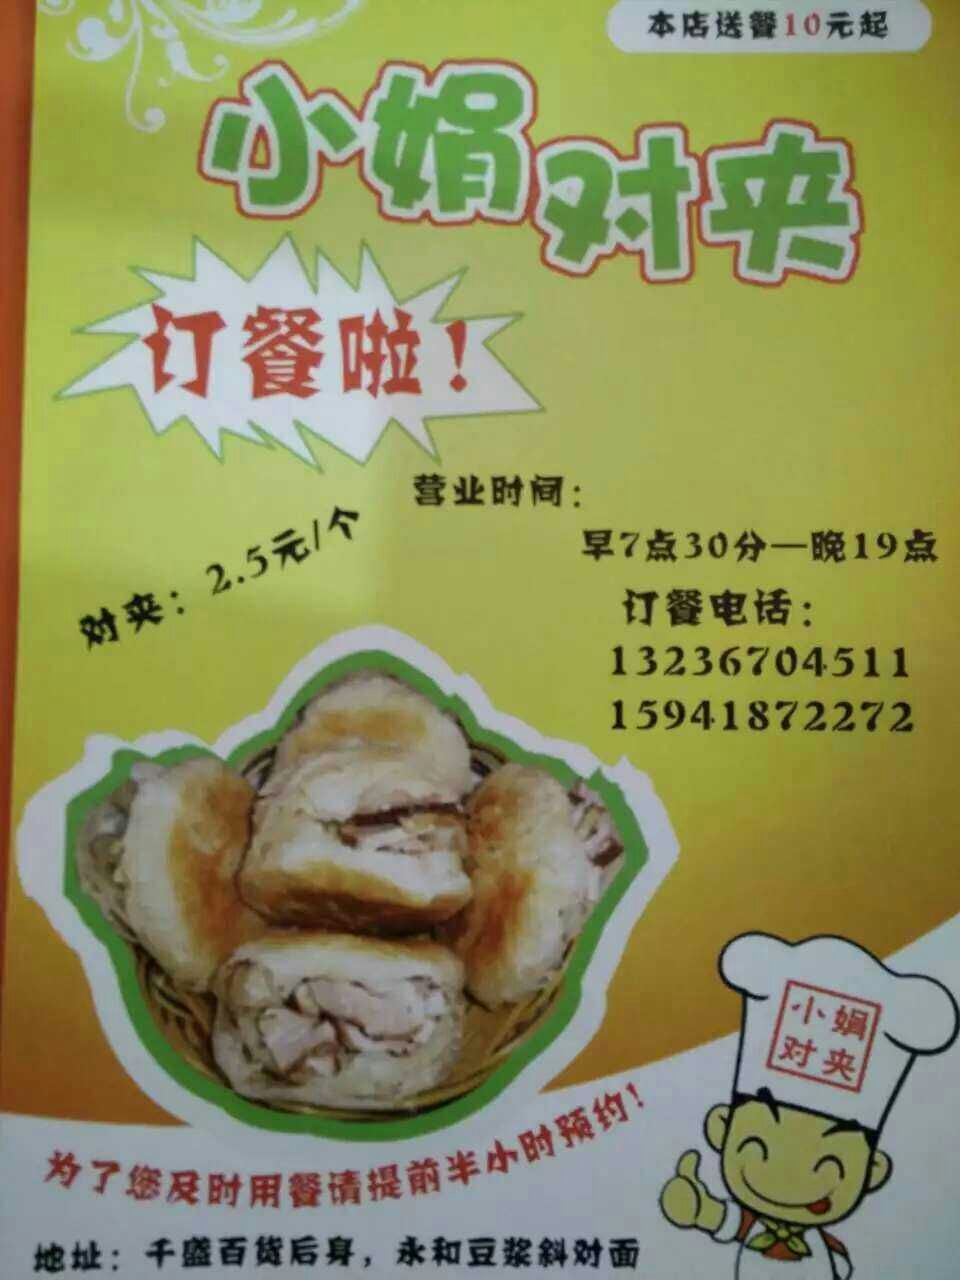 本店送餐10元起
小娟对夹
订餐啦！
营业时间：
早7点30分—晚19点
对夹：2.5元/个
订餐电话：
13236704511
15941872272
小娟
对夹
为了您及时用餐请提前半小时预约！
地址：千盛百货后身，永和豆浆斜对面